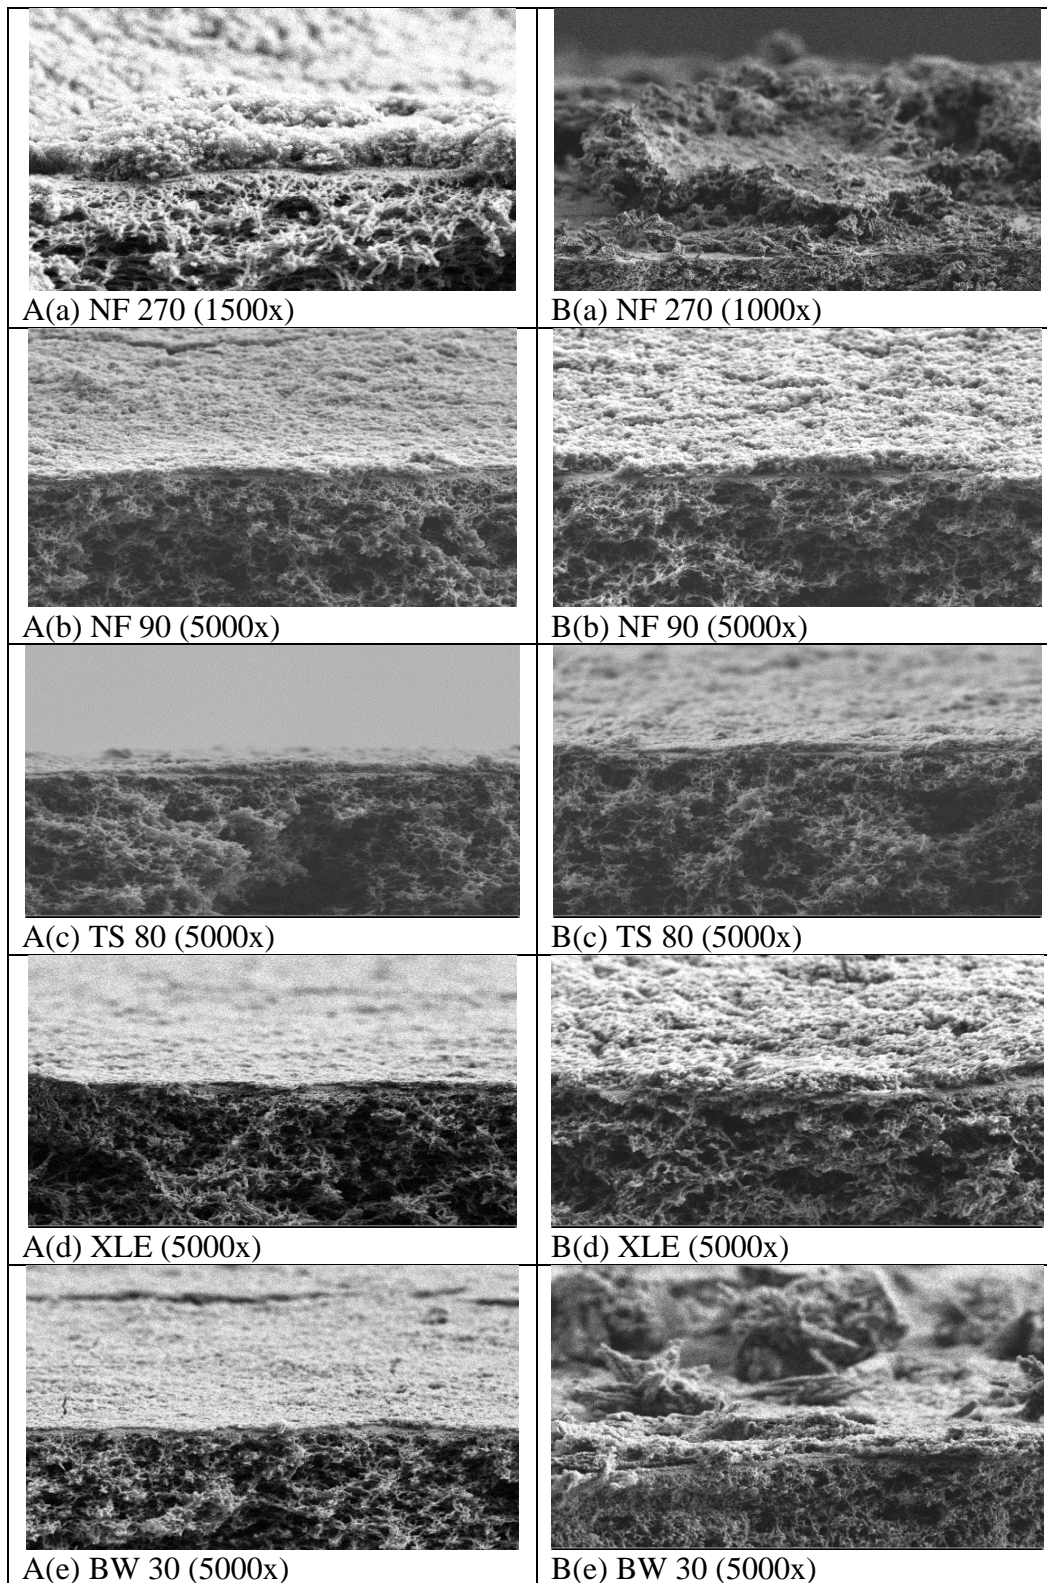 A(a) NF 270 (1500x)
B(a) NF 270 (1000x)
A(b) NF 90 (5000x)
B(b) NF 90 (5000x)
A(c) TS 80 (5000x)
B(c) TS 80 (5000x)
A(d) XLE (5000x)
B(d) XLE (5000x)
A(e) BW 30 (5000x)
B(e) BW 30 (5000x)